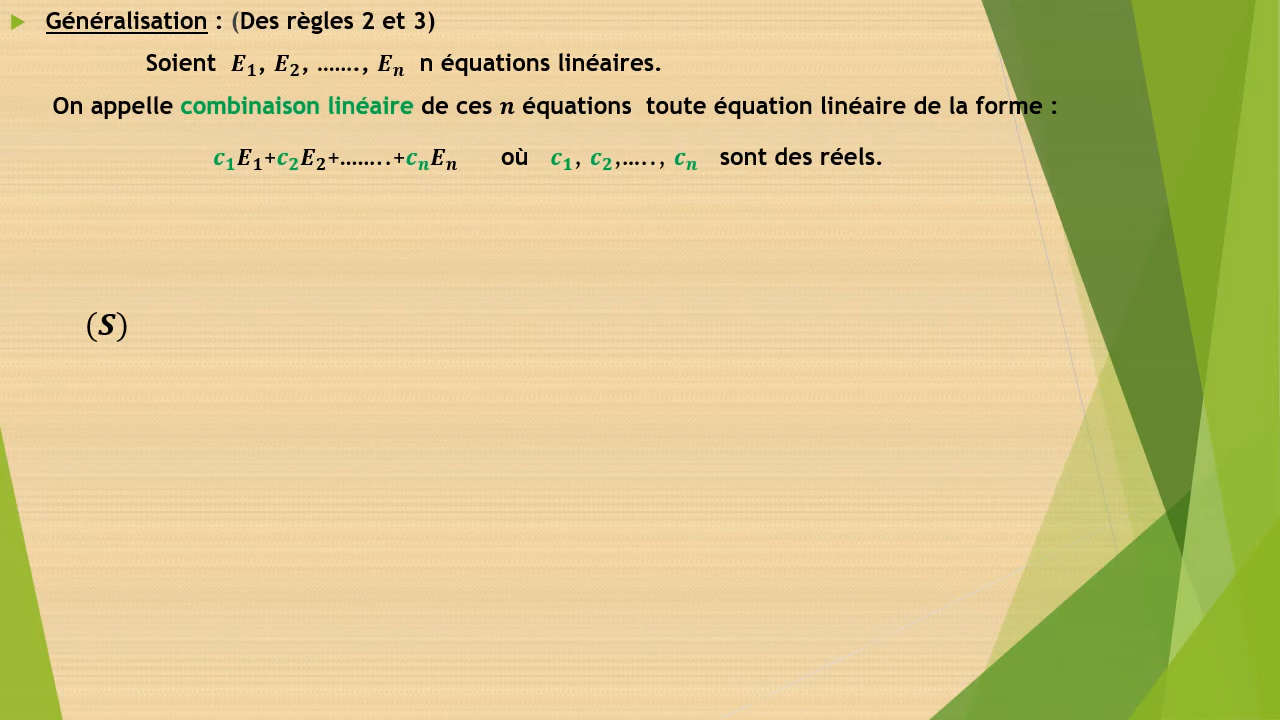 Généralisation : (Des règles 2 et 3)
Soient E₁, E₂, ......., Eₙ n équations linéaires.
On appelle combinaison linéaire de ces n équations toute équation linéaire de la forme :
c₁E₁+c₂E₂+........+cₙEₙ où c₁, c₂,....., cₙ sont des réels.
(S)